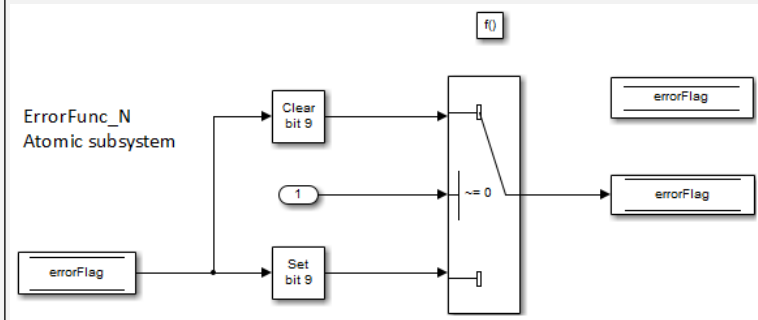 f()
errorFlag
Clear
bit 9
ErrorFunc_N
Atomic subsystem
1
~= 0
errorFlag
errorFlag
Set
bit 9